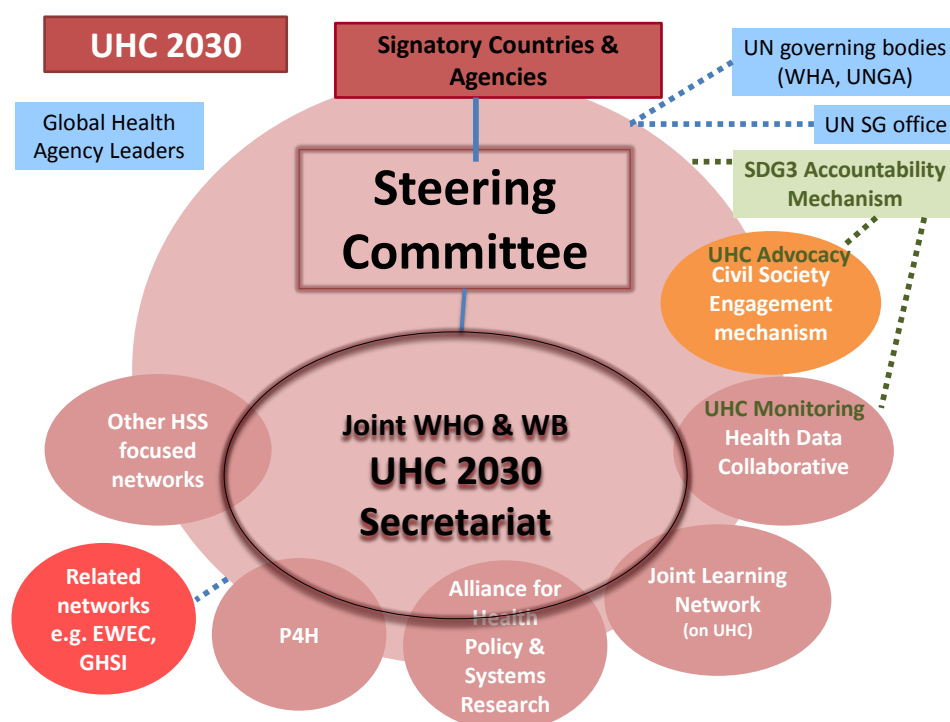 UHC 2030
Signatory Countries &
Agencies
UN governing bodies
(WHA, UNGA)
Global Health
Agency Leaders
UN SG office
SDG3 Accountability
Mechanism
Steering
Committee
UHC Advocacy
Civil Society
Engagement
mechanism
Other HSS
focused
networks
Joint WHO & WB
UHC 2030
Secretariat
UHC Monitoring
Health Data
Collaborative
Related
networks
e.g. EWEC,
GHSI
P4H
Alliance for
Health
Policy &
Systems
Research
Joint Learning
Network
(on UHC)